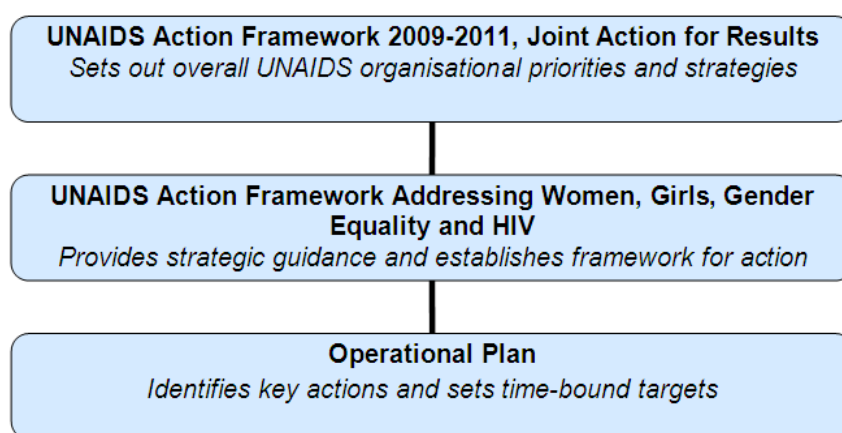 UNAIDS Action Framework 2009-2011, Joint Action for Results
Sets out overall UNAIDS organisational priorities and strategies
UNAIDS Action Framework Addressing Women, Girls, Gender
Equality and HIV
Provides strategic guidance and establishes framework for action
Operational Plan
Identifies key actions and sets time-bound targets